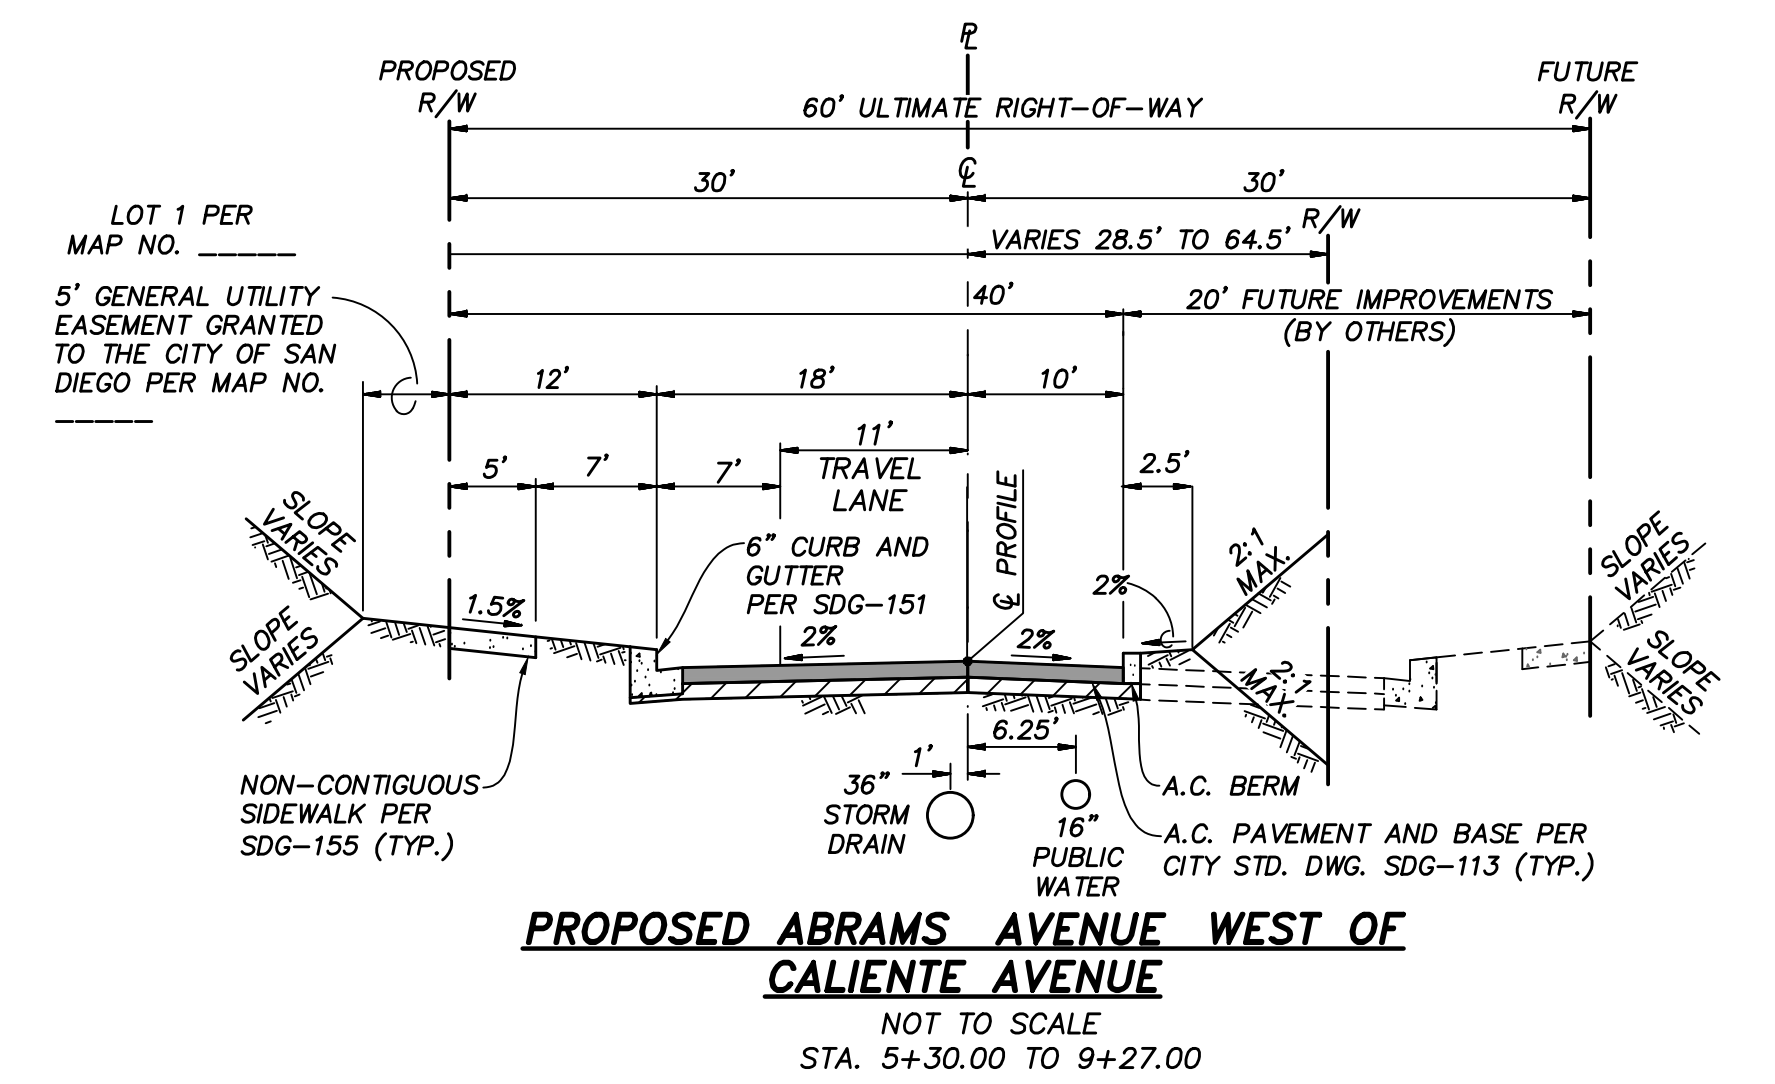 PL
PROPOSED
R/W
FUTURE
R/W
60' ULTIMATE RIGHT-OF-WAY
CL
30'
30'
R/W
LOT 1 PER
MAP NO. _____
VARIES 28.5' TO 64.5'
5' GENERAL UTILITY
EASEMENT GRANTED
TO THE CITY OF SAN
DIEGO PER MAP NO.
_____
40'
20' FUTURE IMPROVEMENTS
(BY OTHERS)
12'
18'
10'
11'
TRAVEL
LANE
5'
7'
7'
2.5'
SLOPE
VARIES
SLOPE
VARIES
1.5%
6" CURB AND
GUTTER
PER SDG-151
2%
CL PROFILE
2%
2%
2:1
MAX.
2:1
MAX.
SLOPE
VARIES
SLOPE
VARIES
6.25'
1'
NON-CONTIGUOUS
SIDEWALK PER
SDG-155 (TYP.)
36"
STORM
DRAIN
16"
PUBLIC
WATER
A.C. BERM
A.C. PAVEMENT AND BASE PER
CITY STD. DWG. SDG-113 (TYP.)
PROPOSED ABRAMS AVENUE WEST OF
CALIENTE AVENUE
NOT TO SCALE
STA. 5+30.00 TO 9+27.00